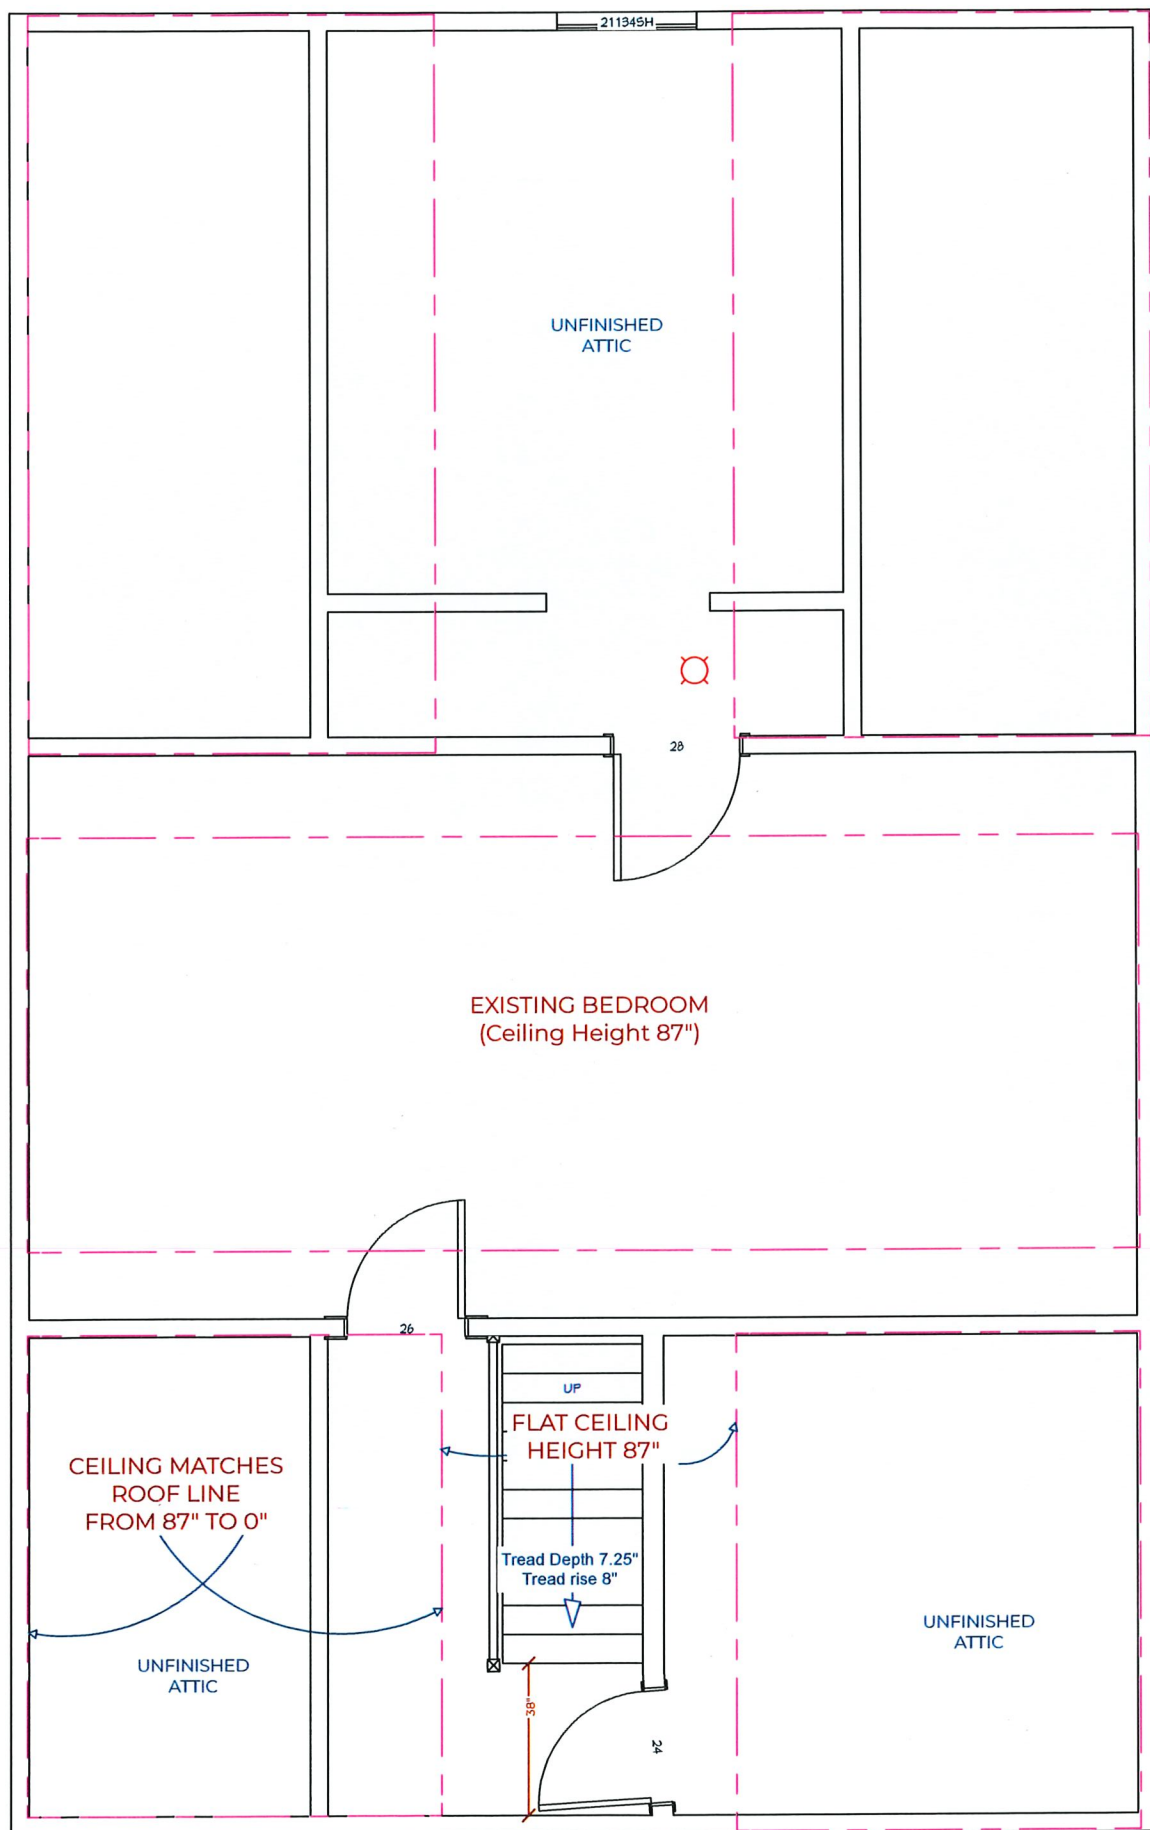 21134SH
UNFINISHED
ATTIC
28
EXISTING BEDROOM
(Ceiling Height 87")
26
UP
FLAT CEILING
HEIGHT 87"
CEILING MATCHES
ROOF LINE
FROM 87" TO 0"
Tread Depth 7.25"
Tread rise 8"
UNFINISHED
ATTIC
UNFINISHED
ATTIC
38"
24